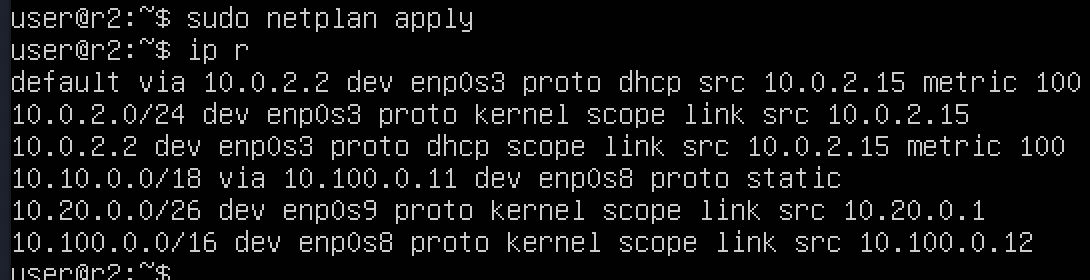 user@r2:~$ sudo netplan apply
user@r2:~$ ip r
default via 10.0.2.2 dev enp0s3 proto dhcp src 10.0.2.15 metric 100
10.0.2.0/24 dev enp0s3 proto kernel scope link src 10.0.2.15
10.0.2.2 dev enp0s3 proto dhcp scope link src 10.0.2.15 metric 100
10.10.0.0/18 via 10.100.0.11 dev enp0s8 proto static
10.20.0.0/26 dev enp0s9 proto kernel scope link src 10.20.0.1
10.100.0.0/16 dev enp0s8 proto kernel scope link src 10.100.0.12
user@r2:~$